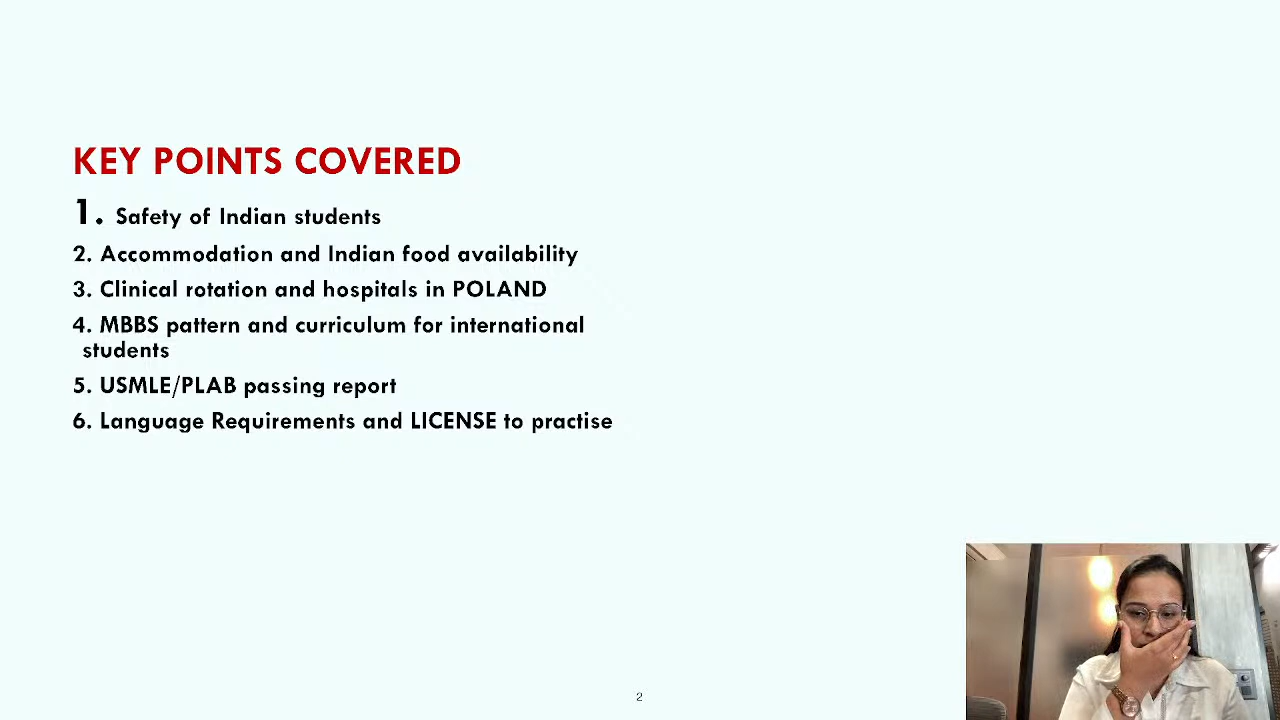 KEY POINTS COVERED
1. Safety of Indian students
2. Accommodation and Indian food availability
3. Clinical rotation and hospitals in POLAND
4. MBBS pattern and curriculum for international
students
5. USMLE/PLAB passing report
6. Language Requirements and LICENSE to practise
2